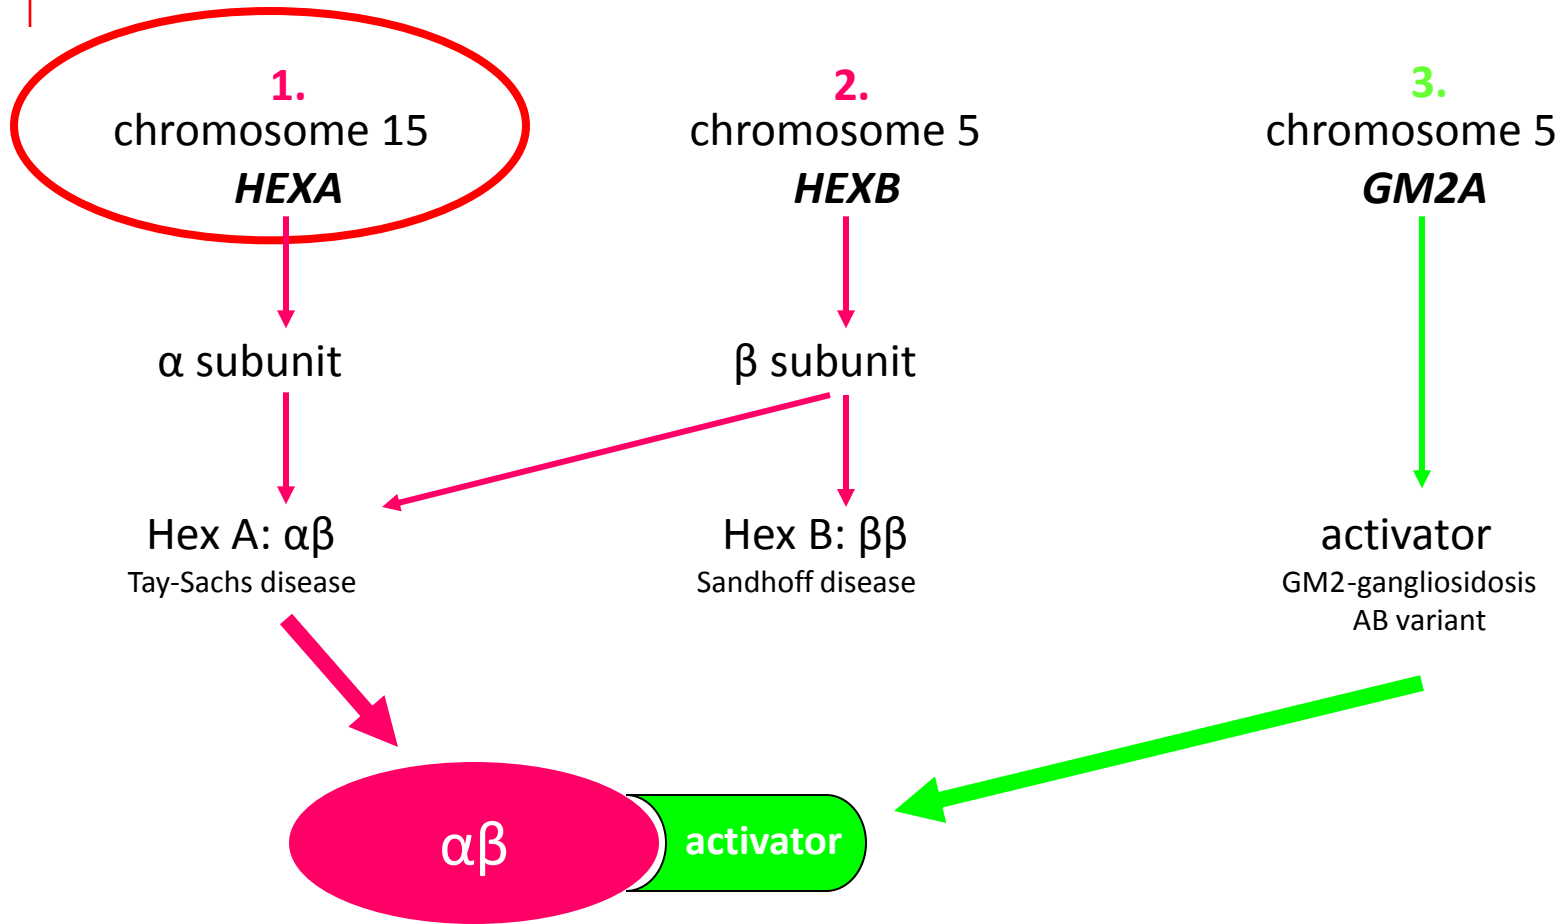 1.
chromosome 15
HEXA
2.
chromosome 5
HEXB
3.
chromosome 5
GM2A
α subunit
β subunit
Hex A: αβ
Tay-Sachs disease
Hex B: ββ
Sandhoff disease
activator
GM2-gangliosidosis
AB variant
αβ
activator